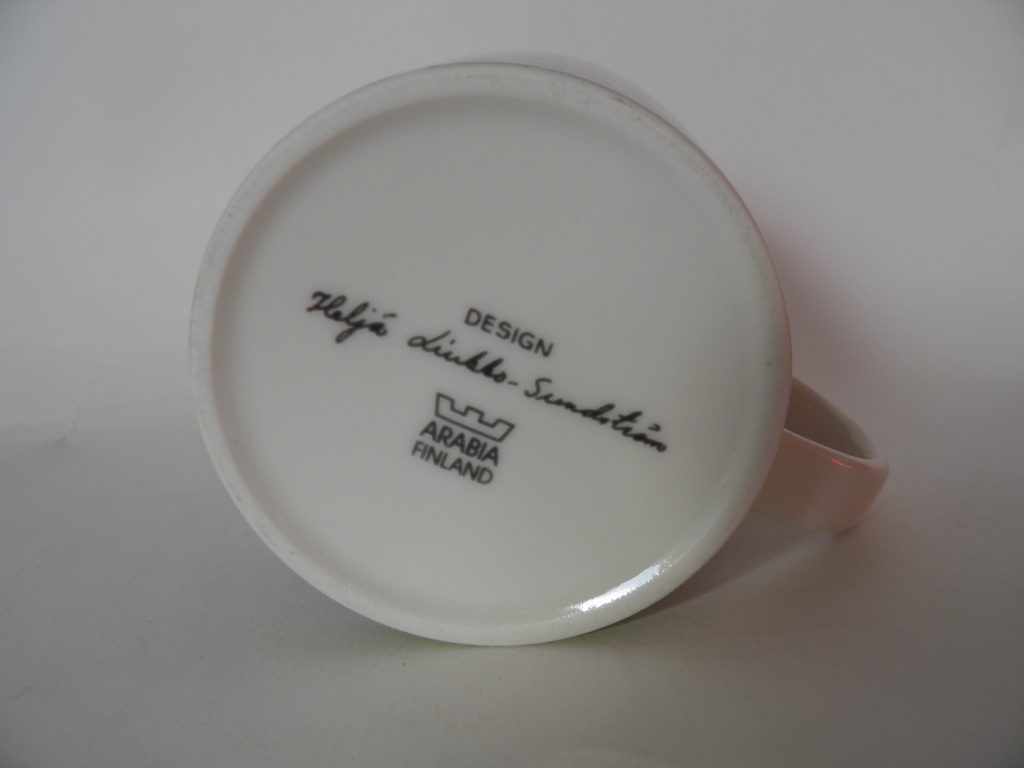 DESIGN
Heljä Liukko-Sundström
ARABIA
FINLAND